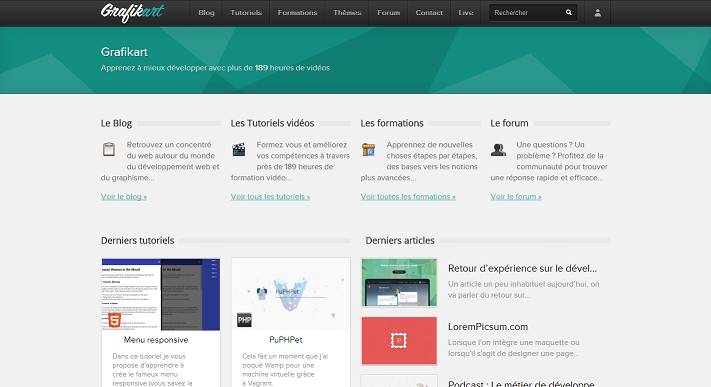 Grafikart
Blog Tutoriels Formations Thèmes Forum Contact Live Rechercher
Grafikart
Apprenez à mieux développer avec plus de 189 heures de vidéos
Le Blog
Retrouvez un concentré
du web autour du monde
du développement web et
du graphisme...
Voir le blog »
Les Tutoriels vidéos
Formez vous et améliorez
vos compétences à travers
près de 189 heures de
formation vidéo...
Voir tous les tutoriels »
Les formations
Apprennez de nouvelles
choses étapes par étapes,
des bases vers les notions
plus avancées...
Voir toutes les formations »
Le forum
Une questions ? Un
problème ? Profitez de la
communauté pour trouver
une réponse rapide et efficace...
Voir le forum »
Derniers tutoriels
Menu responsive
Dans ce tutoriel je vous
propose d'apprendre à
crée le fameux menu
responsive (vous savez la
PHP
PuPHPet
Cela fait un moment que j'ai
troqué Wamp pour une
machine virtuelle grâce
à Vagrant.
Derniers articles
Retour d'expérience sur le dével...
Un article un peu inhabituel aujourd'hui, on
va parler du retour sur...
P
LoremPicsum.com
Lorsque l'on intègre une maquette ou
lorsqu'il s'agit de designer une page...
Podcast : Le métier de développe